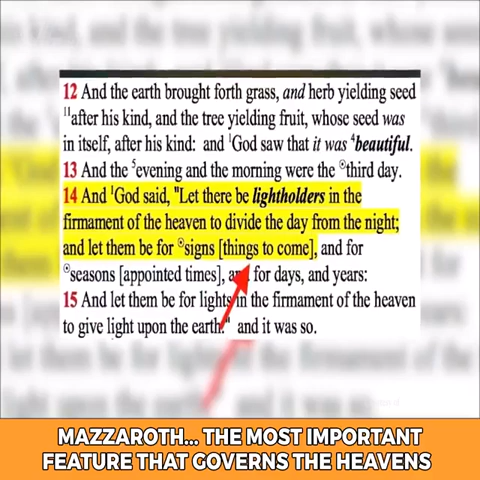 12 And the earth brought forth grass, and herb yielding seed
11after his kind, and the tree yielding fruit, whose seed was
in itself, after his kind: and 1God saw that it was 4beautiful.
13 And the 5evening and the morning were the °third day.
14 And 1God said, "Let there be lightholders in the
firmament of the heaven to divide the day from the night;
and let them be for °signs [things to come], and for
°seasons [appointed times], and for days, and years:
15 And let them be for lights in the firmament of the heaven
to give light upon the earth:" and it was so.
MAZZAROTH... THE MOST IMPORTANT
FEATURE THAT GOVERNS THE HEAVENS